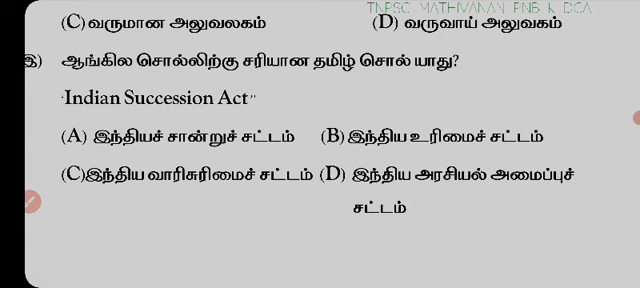 TNPSC MATHIVANAN PNB K DCA
(C) வருமான அலுவலகம் (D) வருவாய் அலுவகம்
இ) ஆங்கில சொல்லிற்கு சரியான தமிழ் சொல் யாது?
'Indian Succession Act"
(A) இந்தியச் சான்றுச் சட்டம் (B) இந்திய உரிமைச் சட்டம்
(C)இந்திய வாரிசுரிமைச் சட்டம் (D) இந்திய அரசியல் அமைப்புச்
சட்டம்